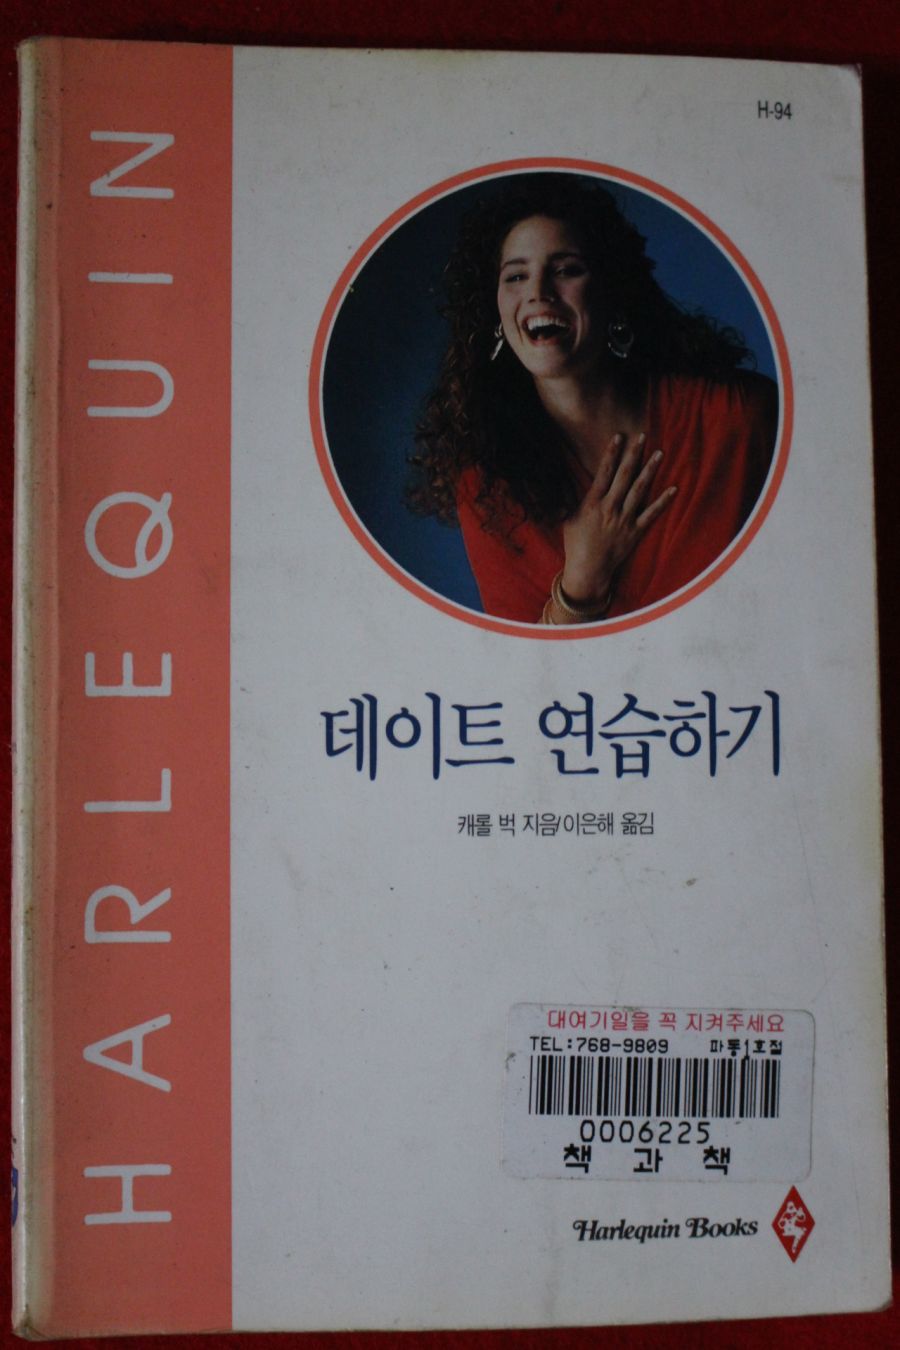 H-94
HARLEQUIN
데이트 연습하기
캐롤 벅 지음/이은해 옮김
대여기일을 꼭 지켜주세요
TEL:768-9809 파동1호점
0006225
책 과 책
Harlequin Books